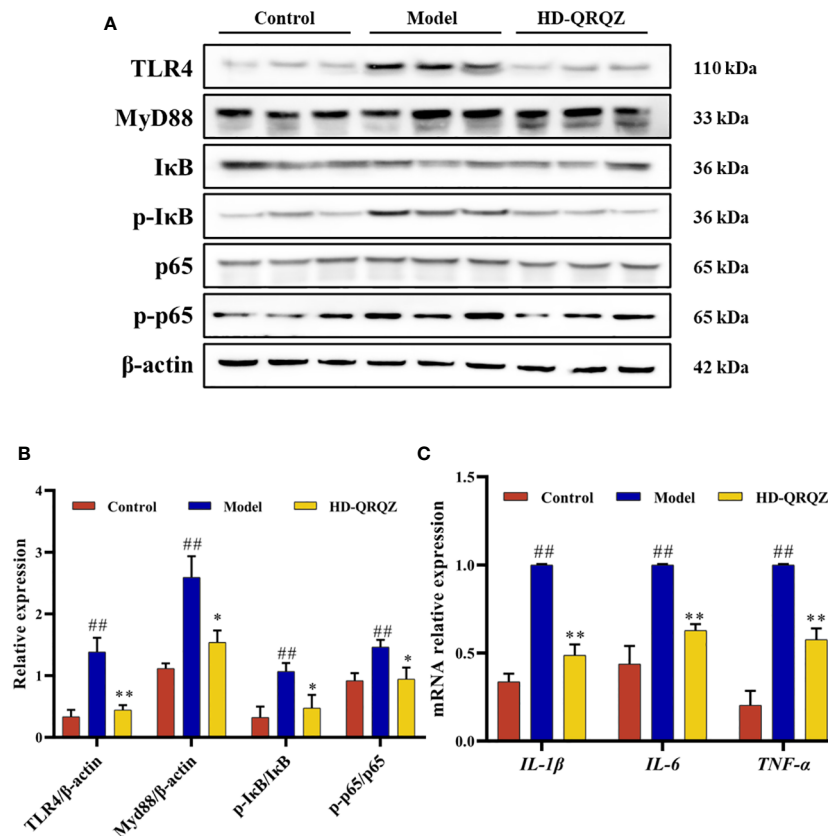 A
Control Model HD-QRQZ
TLR4 110 kDa
MyD88 33 kDa
IκB 36 kDa
p-IκB 36 kDa
p65 65 kDa
p-p65 65 kDa
β-actin 42 kDa
B
Relative expression
4
3
2
1
0
Control Model HD-QRQZ
##
**
##
*
##
*
##
*
TLR4/β-actin
Myd88/β-actin
p-IκB/IκB
p-p65/p65
C
mRNA relative expression
1.5
1.0
0.5
0.0
Control Model HD-QRQZ
##
**
##
**
##
**
IL-1β IL-6 TNF-α